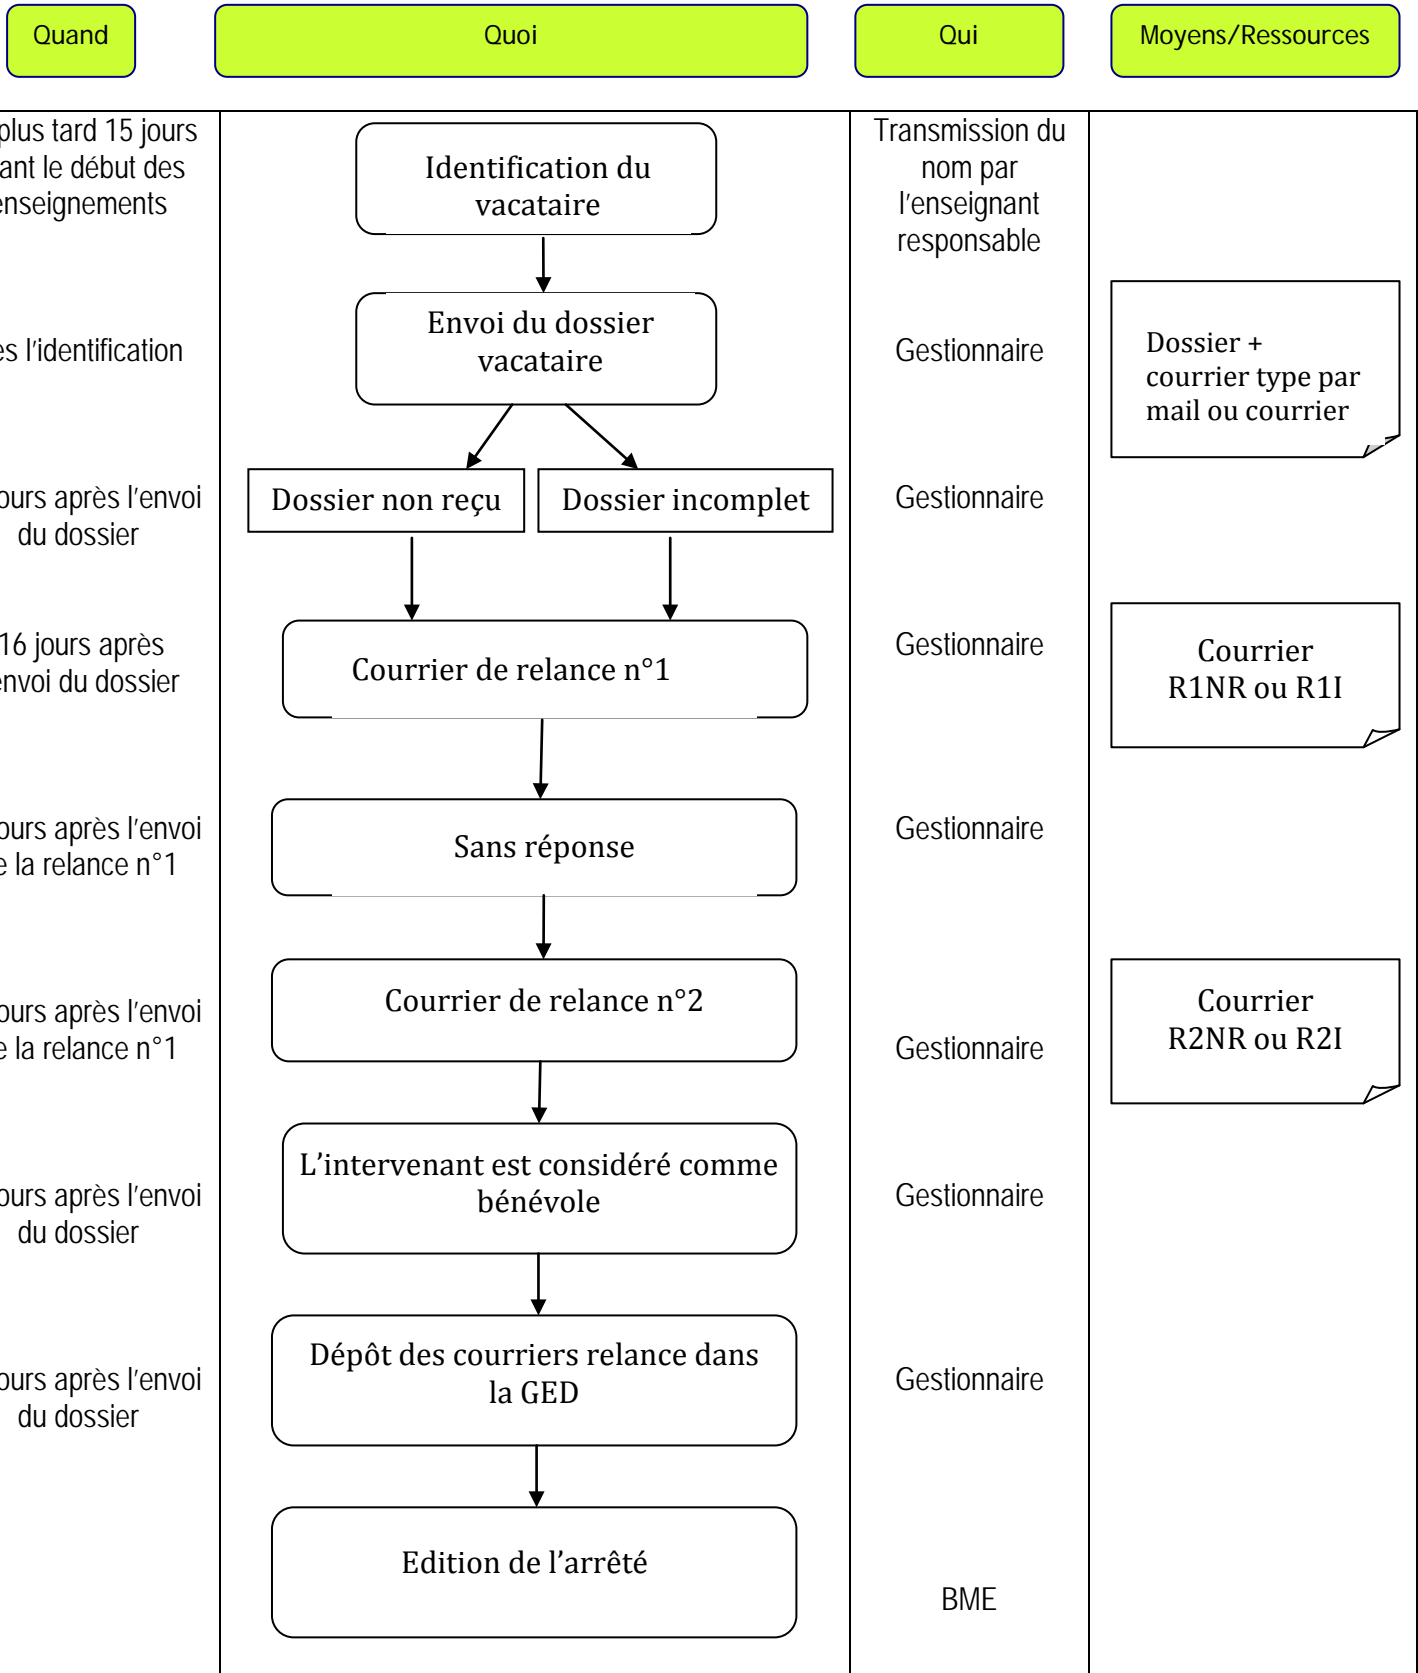 Quand
Quoi
Qui
Moyens/Ressources
plus tard 15 jours
ant le début des
enseignements
Identification du
vacataire
Transmission du
nom par
l'enseignant
responsable
l'identification
Envoi du dossier
vacataire
Gestionnaire
Dossier +
courrier type par
mail ou courrier
ours après l'envoi
du dossier
Dossier non reçu
Dossier incomplet
Gestionnaire
16 jours après
envoi du dossier
Courrier de relance n°1
Gestionnaire
Courrier
R1NR ou R1I
ours après l'envoi
e la relance n°1
Sans réponse
Gestionnaire
ours après l'envoi
e la relance n°1
Courrier de relance n°2
Gestionnaire
Courrier
R2NR ou R2I
ours après l'envoi
du dossier
L'intervenant est considéré comme
bénévole
Gestionnaire
ours après l'envoi
du dossier
Dépôt des courriers relance dans
la GED
Gestionnaire
Edition de l'arrêté
BME